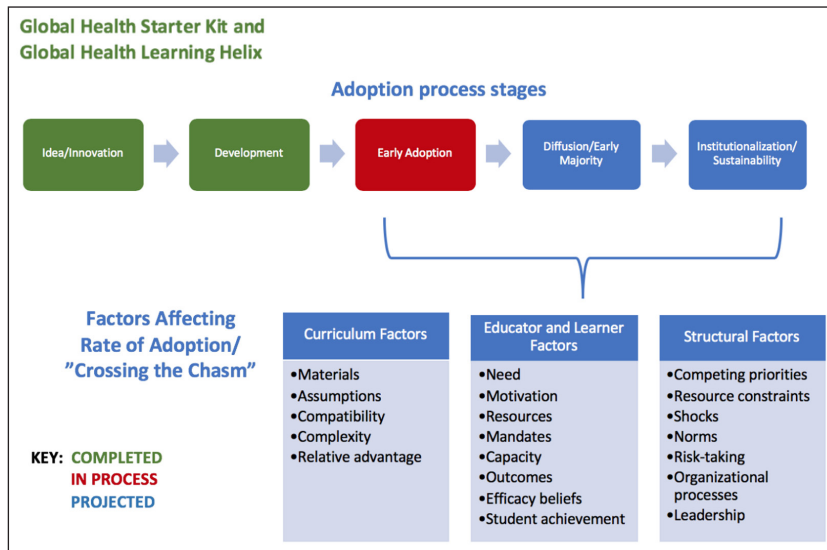 Global Health Starter Kit and
Global Health Learning Helix
Adoption process stages
Idea/Innovation
Development
Early Adoption
Diffusion/Early
Majority
Institutionalization/
Sustainability
Factors Affecting
Rate of Adoption/
”Crossing the Chasm”
Curriculum Factors
•Materials
•Assumptions
•Compatibility
•Complexity
•Relative advantage
Educator and Learner
Factors
•Need
•Motivation
•Resources
•Mandates
•Capacity
•Outcomes
•Efficacy beliefs
•Student achievement
Structural Factors
•Competing priorities
•Resource constraints
•Shocks
•Norms
•Risk-taking
•Organizational
processes
•Leadership
KEY: COMPLETED
IN PROCESS
PROJECTED